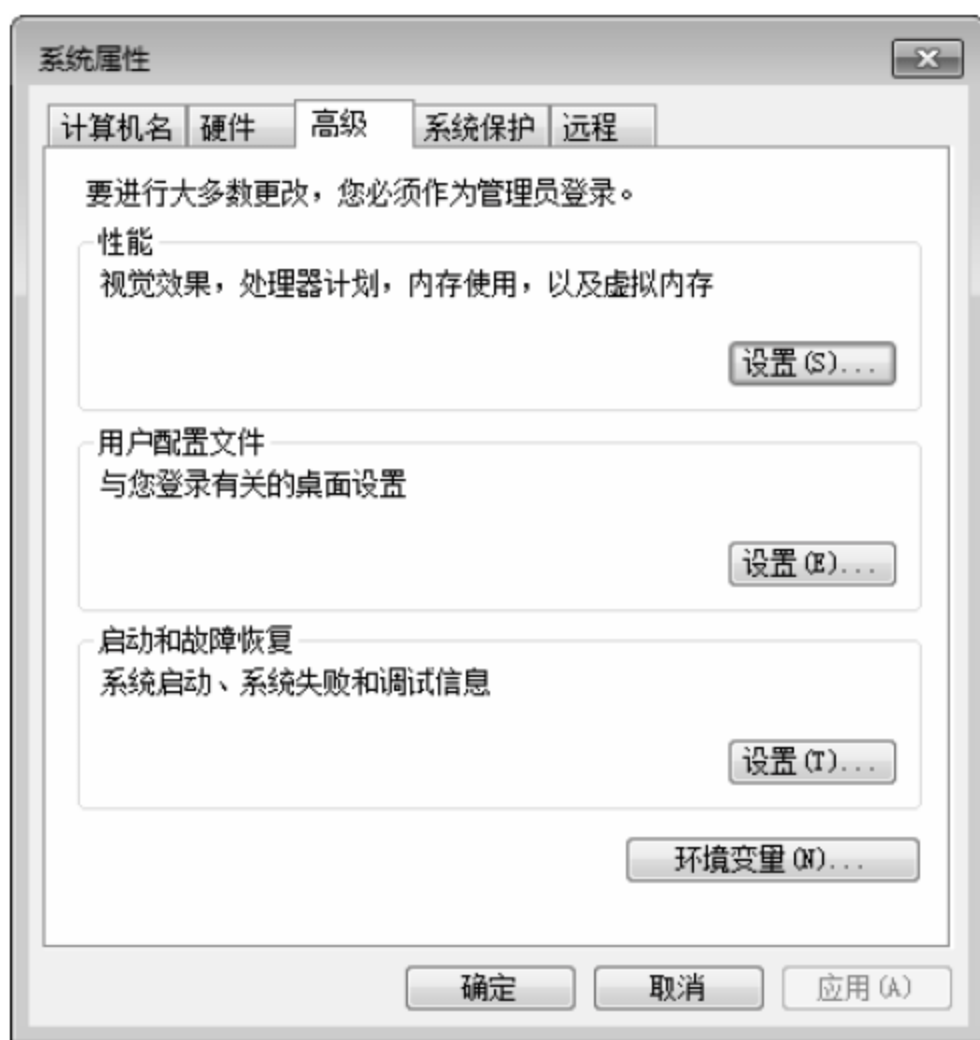 系统属性
计算机名 硬件 高级 系统保护 远程
要进行大多数更改，您必须作为管理员登录。
性能
视觉效果，处理器计划，内存使用，以及虚拟内存
设置(S)...
用户配置文件
与您登录有关的桌面设置
设置(E)...
启动和故障恢复
系统启动、系统失败和调试信息
设置(T)...
环境变量(N)...
确定 取消 应用(A)